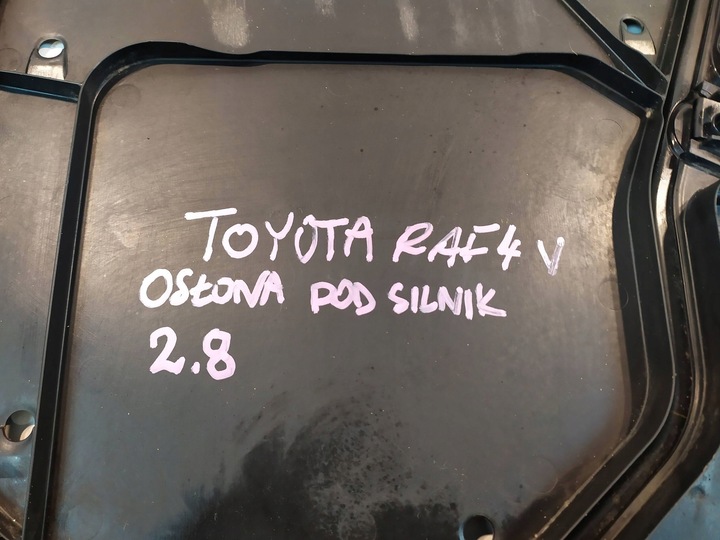 TOYOTA RAF4 V
OSŁONA POD SILNIK
2.8